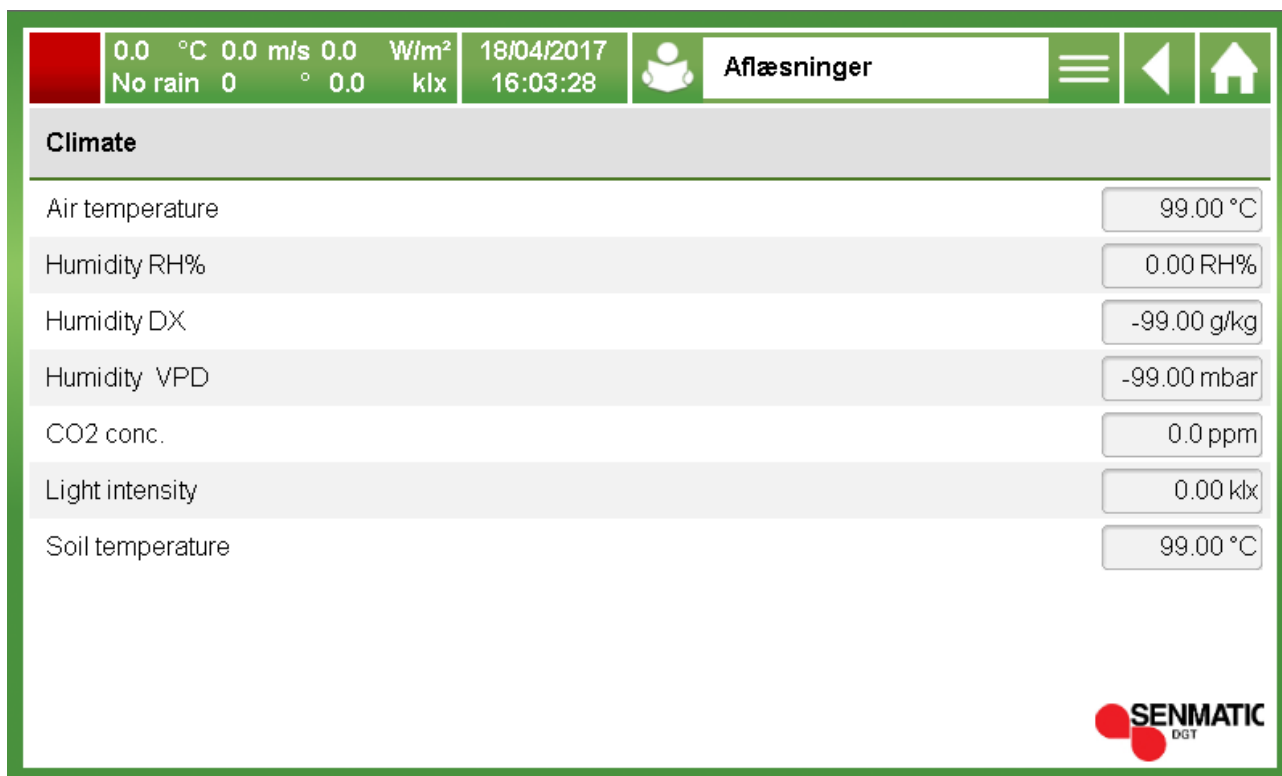 0.0 °C 0.0 m/s 0.0 W/m² 18/04/2017
No rain 0 ° 0.0 klx 16:03:28
Aflæsninger
Climate
Air temperature 99.00 °C
Humidity RH% 0.00 RH%
Humidity DX -99.00 g/kg
Humidity VPD -99.00 mbar
CO2 conc. 0.0 ppm
Light intensity 0.00 klx
Soil temperature 99.00 °C
SENMATIC
DGT